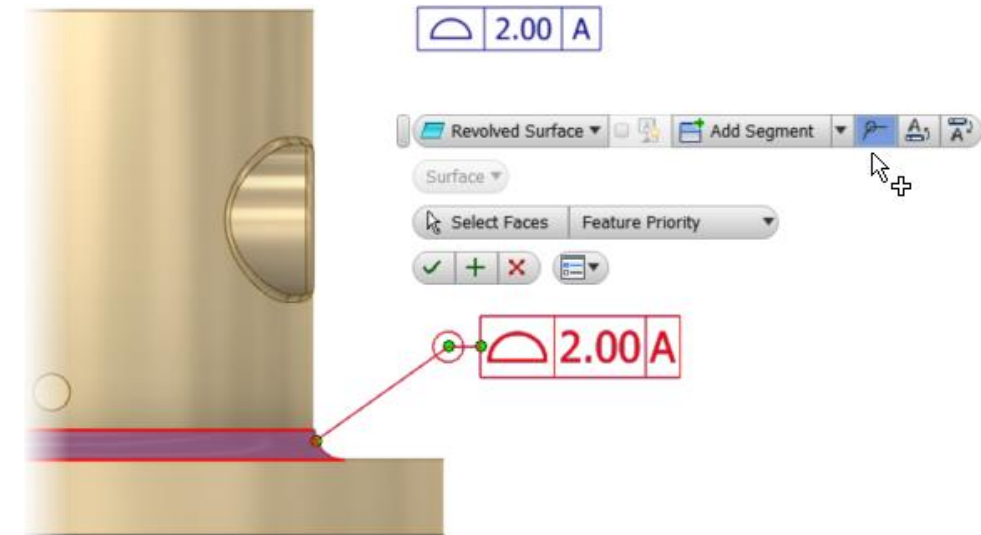 2.00 A
Revolved Surface Add Segment A A
Surface
Select Faces Feature Priority
2.00 A